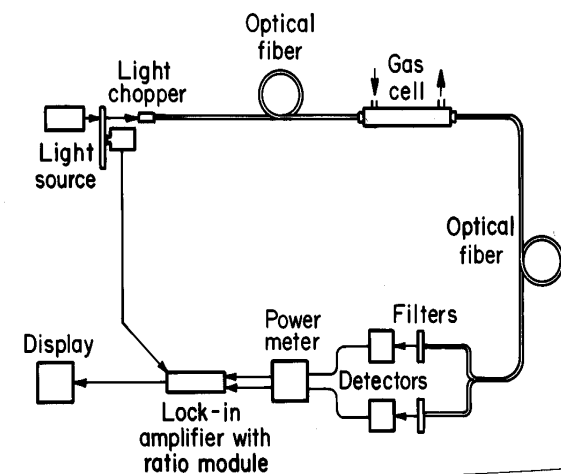 Optical
fiber
Light
chopper
Gas
cell
Light
source
Optical
fiber
Power
meter
Filters
Display
Detectors
Lock-in
amplifier with
ratio module